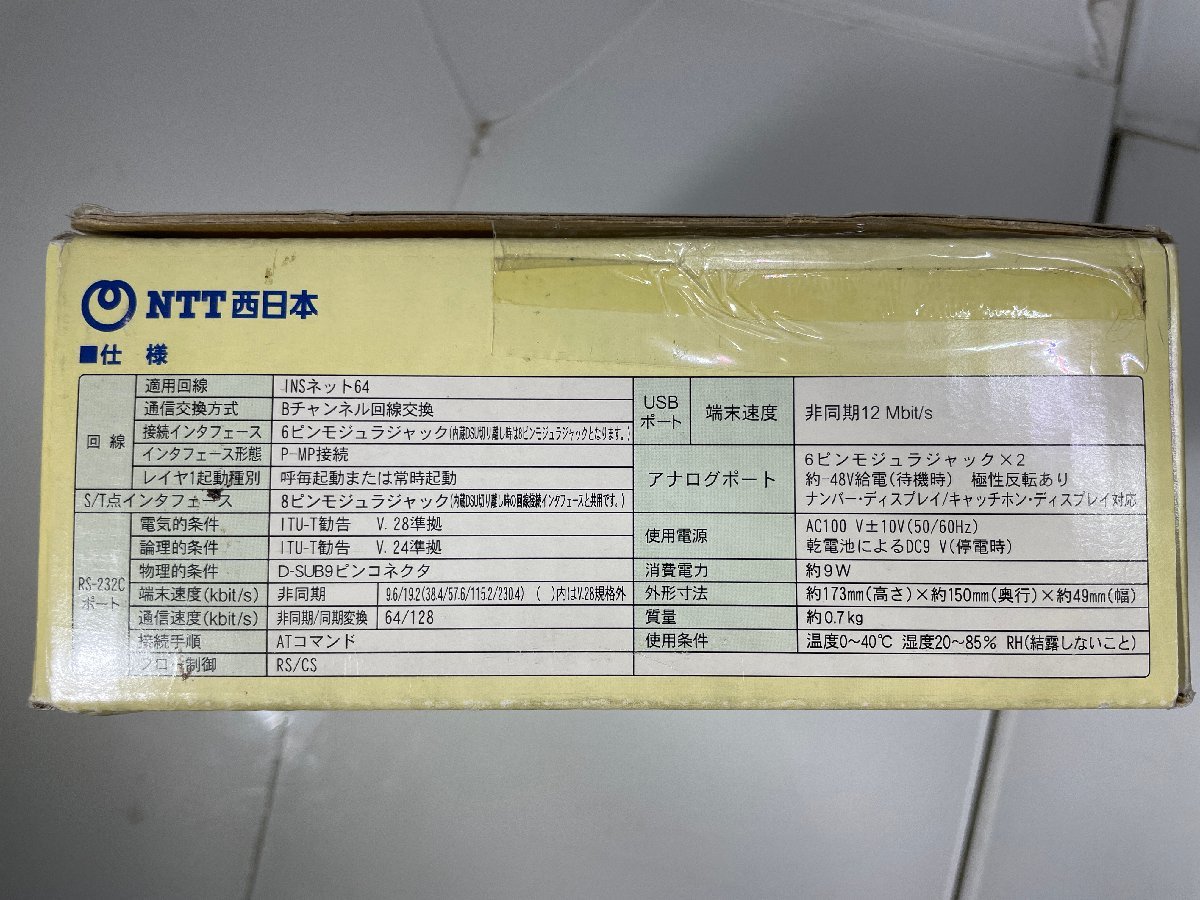 NTT西日本
■仕 様
回 線
適用回線 INSネット64
通信交換方式 Bチャンネル回線交換
接続インタフェース 6ピンモジュラジャック(内蔵DSU切り離し時は8ピンモジュラジャックとなります。)
インタフェース形態 P-MP接続
レイヤ1起動種別 呼毎起動または常時起動
S/T点インタフェース 8ピンモジュラジャック(内蔵DSU切り離し時の回線接続インタフェースと共用です。)
RS-232C
ポート
電気的条件 ITU-T勧告 V.28準拠
論理的条件 ITU-T勧告 V.24準拠
物理的条件 D-SUB9ピンコネクタ
端末速度(kbit/s) 非同期 9.6/19.2(38.4/57.6/115.2/230.4) ( )内はV.28規格外
通信速度(kbit/s) 非同期/同期変換 64/128
接続手順 ATコマンド
フロー制御 RS/CS
USB
ポート
端末速度 非同期12 Mbit/s
アナログポート
6ピンモジュラジャック×2
約-48V給電(待機時) 極性反転あり
ナンバー・ディスプレイ/キャッチホン・ディスプレイ対応
使用電源
AC100 V±10V(50/60Hz)
乾電池によるDC9 V(停電時)
消費電力 約9W
外形寸法 約173mm(高さ)×約150mm(奥行)×約49mm(幅)
質量 約0.7kg
使用条件 温度0~40℃ 湿度20~85% RH(結露しないこと)